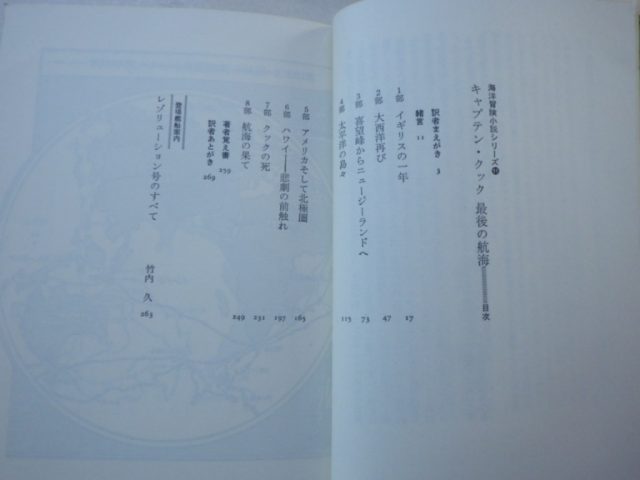 海洋冒険小説シリーズ⑪
キャプテン・クック 最後の航海 目次
訳者まえがき 3
緒言 11
1部 イギリスの一年 17
2部 大西洋再び 47
3部 喜望峰からニュージーランドへ 73
4部 太平洋の島々 115
5部 アメリカそして北極圏 165
6部 ハワイ――悲劇の前触れ 197
7部 クックの死 231
8部 航海の果て 249
著者覚え書 259
訳者あとがき 269
登場艦船案内
レゾリューション号のすべて 竹内 久 263